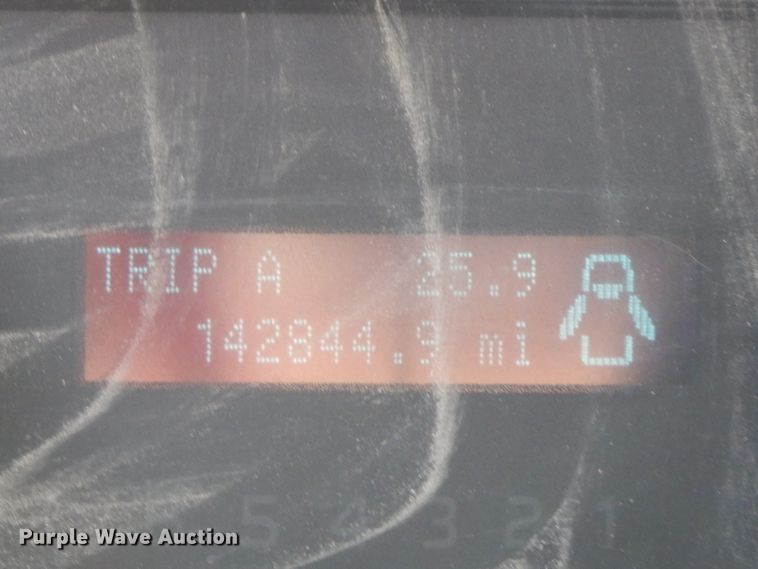 TRIP A 25.9
142844.9 mi
5 4 3 2 1
Purple Wave Auction